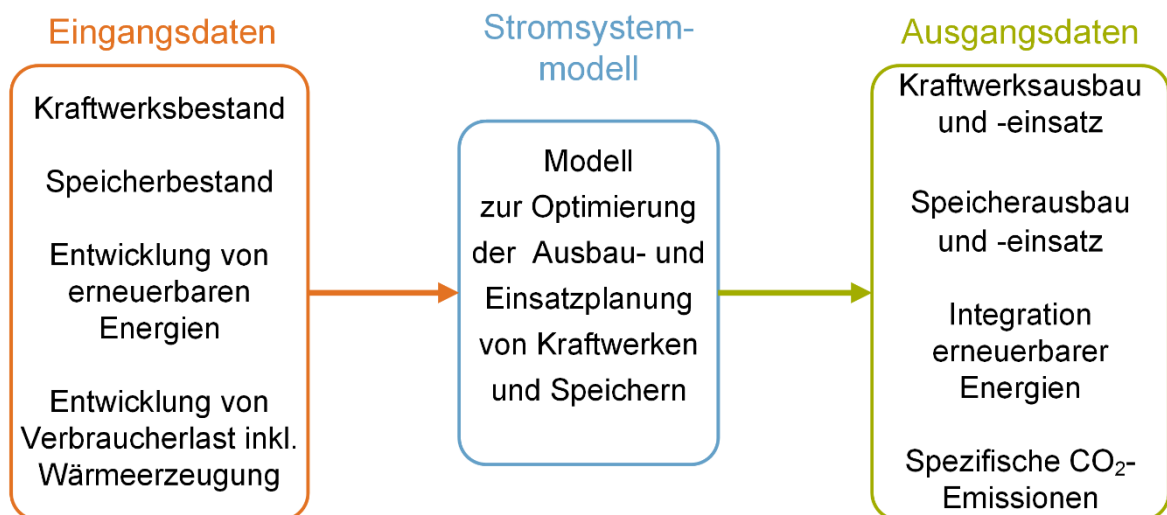 Eingangsdaten
Kraftwerksbestand
Speicherbestand
Entwicklung von
erneuerbaren
Energien
Entwicklung von
Verbraucherlast inkl.
Wärmeerzeugung
Stromsystem-
modell
Modell
zur Optimierung
der Ausbau- und
Einsatzplanung
von Kraftwerken
und Speichern
Ausgangsdaten
Kraftwerksausbau
und -einsatz
Speicherausbau
und -einsatz
Integration
erneuerbarer
Energien
Spezifische CO₂-
Emissionen